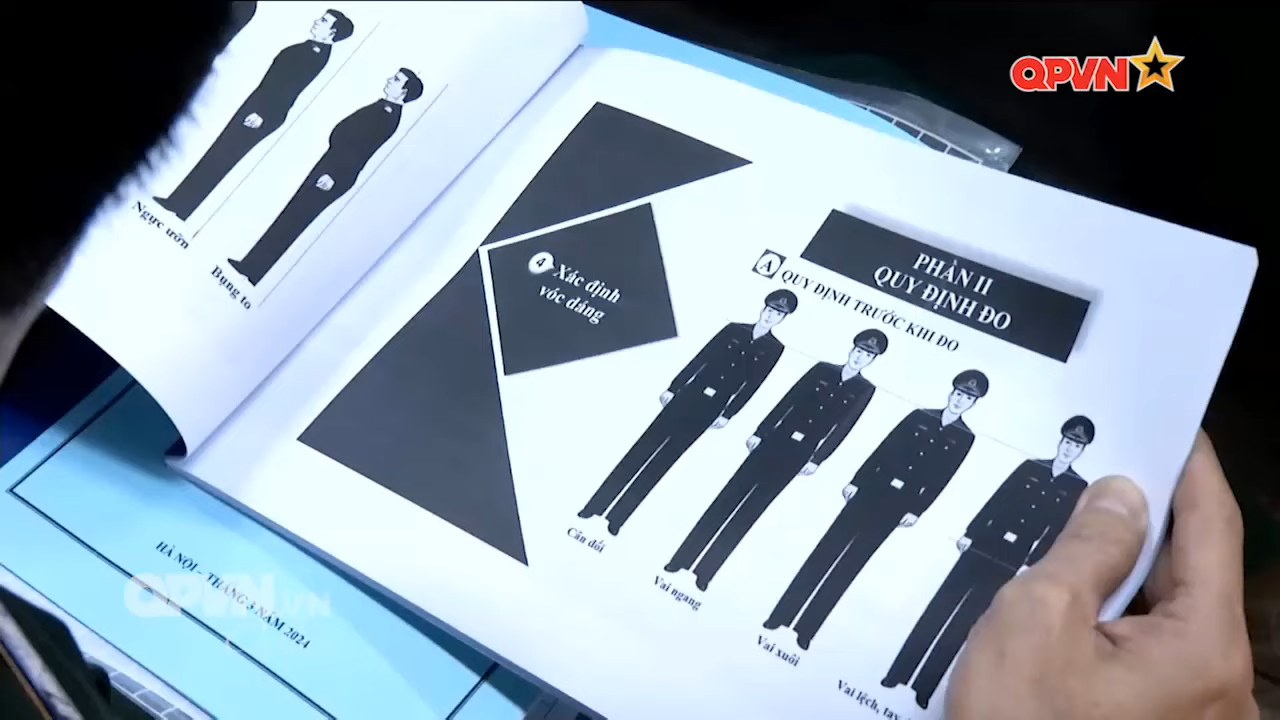 QPVN
Ngực ưỡn
Bụng to
4 Xác định
vóc dáng
PHẦN II
QUY ĐỊNH ĐO
A QUY ĐỊNH TRƯỚC KHI ĐO
Cân đối
Vai ngang
Vai xuôi
Vai lệch, tay
HÀ NỘI - THÁNG 3 NĂM 2024
QPVN.VN